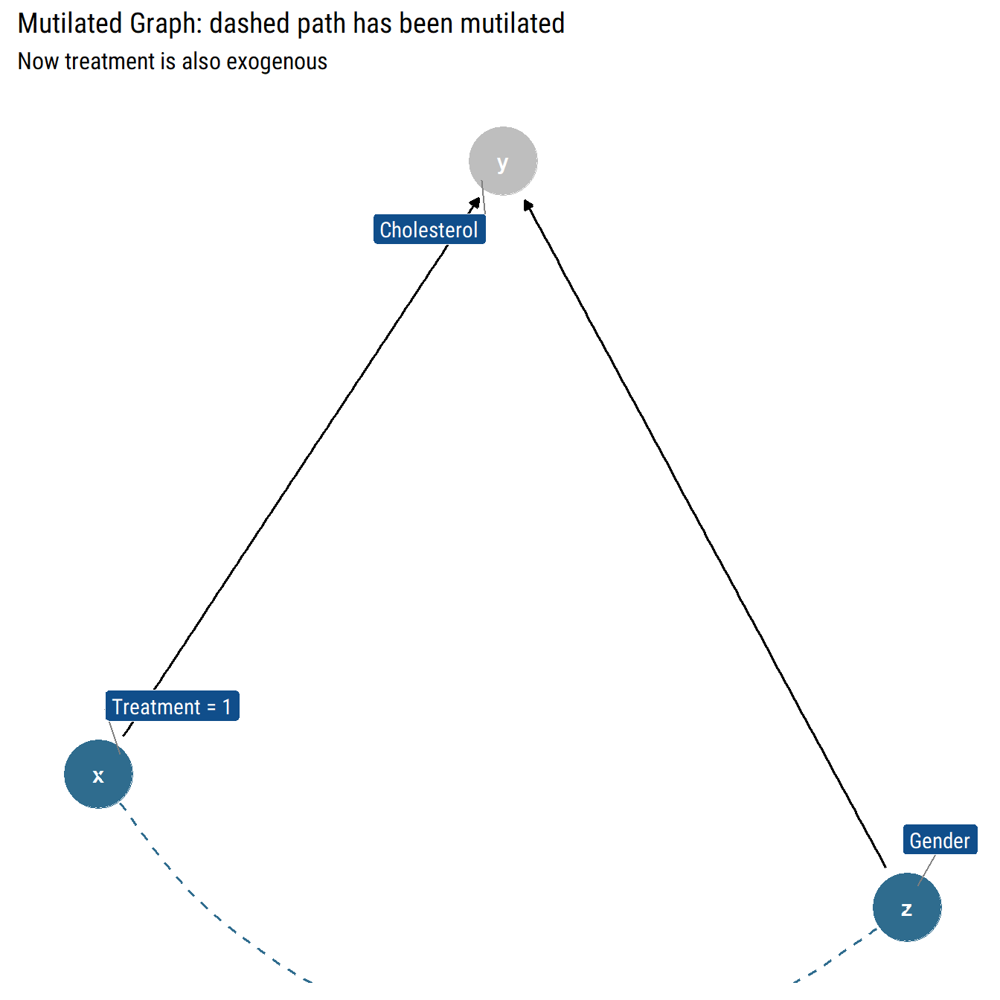 Mutilated Graph: dashed path has been mutilated
Now treatment is also exogenous
y
Cholesterol
Treatment = 1
x
Gender
z